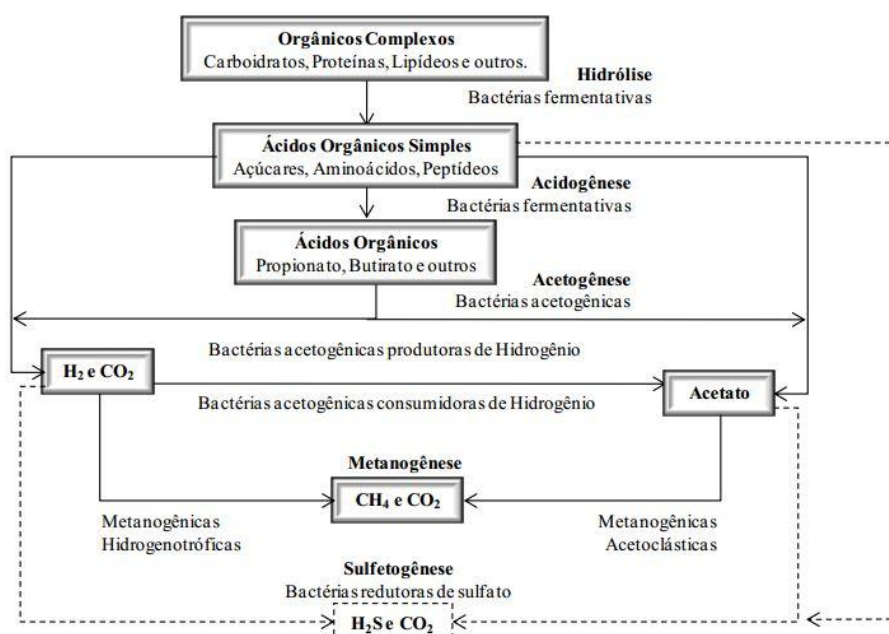 Orgânicos Complexos
Carboidratos, Proteínas, Lipídeos e outros.
Hidrólise
Bactérias fermentativas
Ácidos Orgânicos Simples
Açúcares, Aminoácidos, Peptídeos
Acidogênese
Bactérias fermentativas
Ácidos Orgânicos
Propionato, Butirato e outros
Acetogênese
Bactérias acetogênicas
Bactérias acetogênicas produtoras de Hidrogênio
H₂ e CO₂
Bactérias acetogênicas consumidoras de Hidrogênio
Acetato
Metanogênese
CH₄ e CO₂
Metanogênicas
Hidrogenotróficas
Metanogênicas
Acetoclásticas
Sulfetogênese
Bactérias redutoras de sulfato
H₂S e CO₂